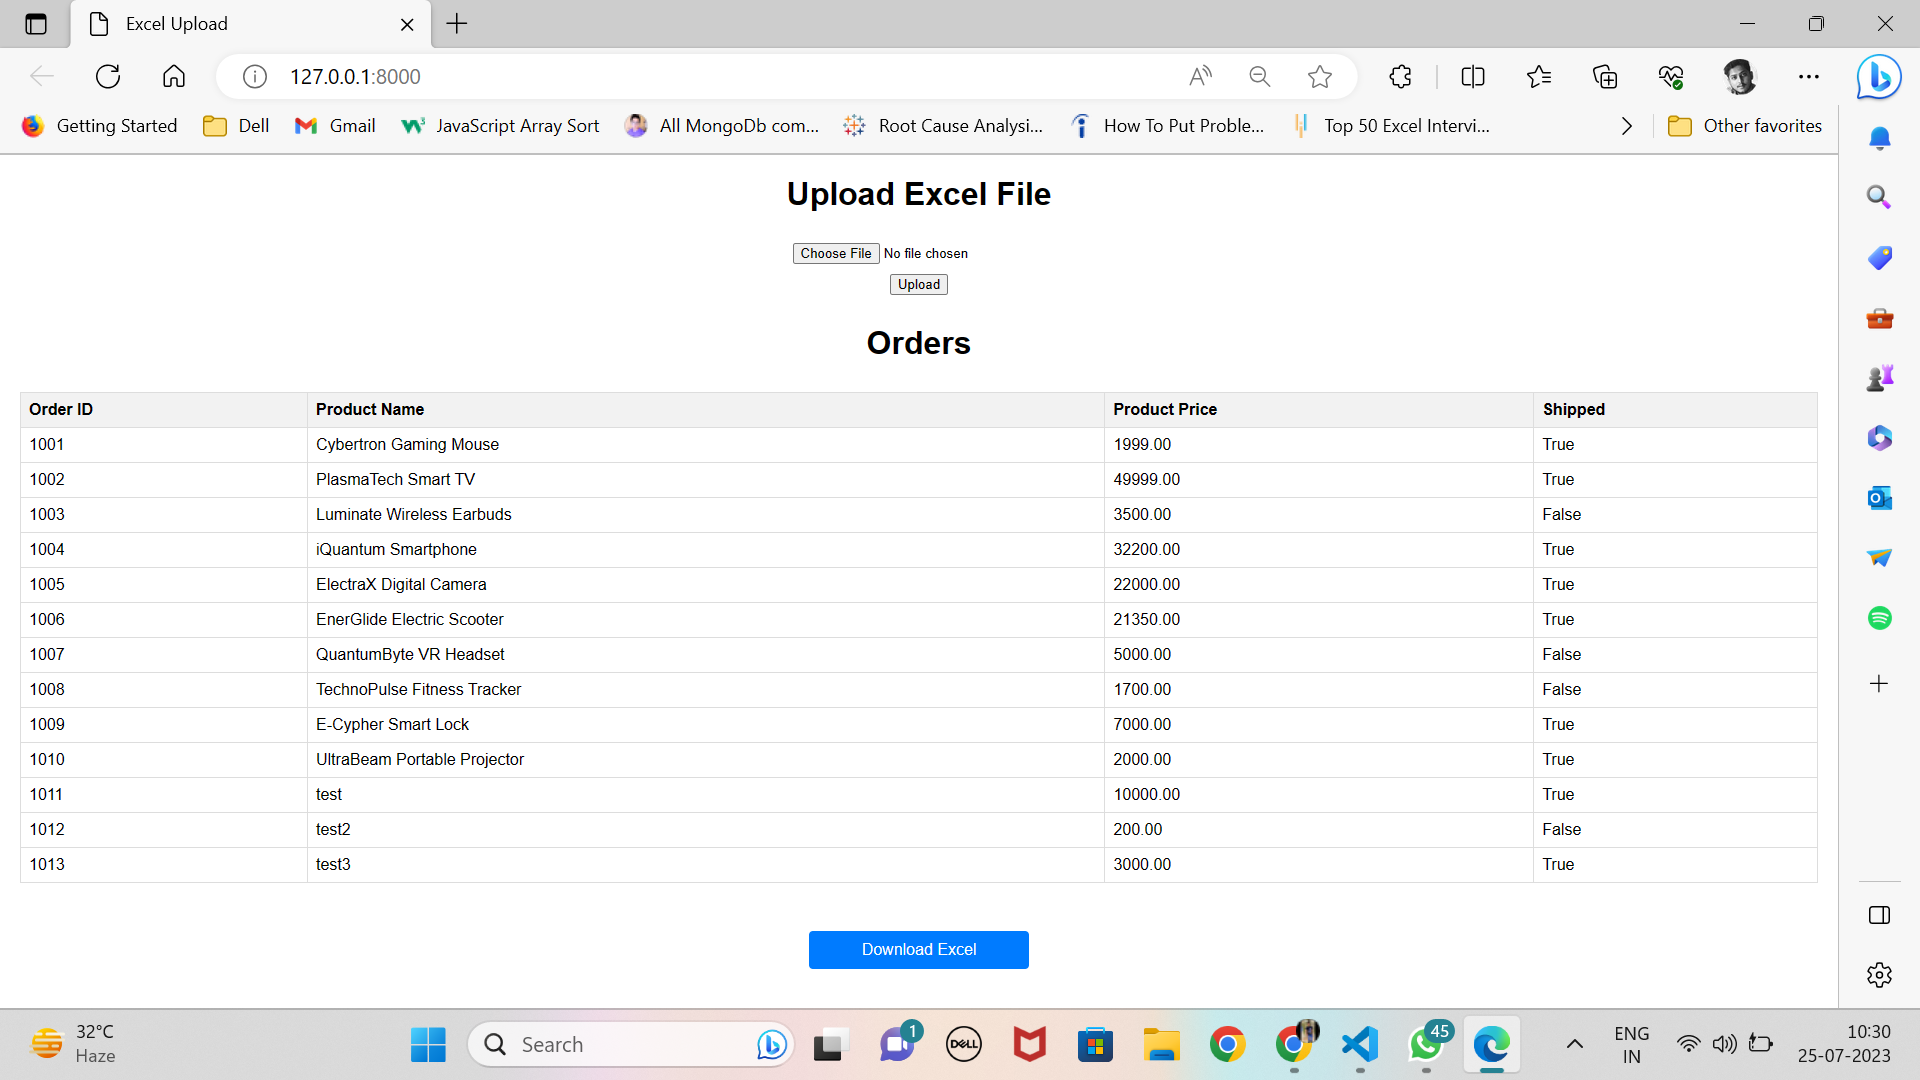 Excel Upload
127.0.0.1:8000
Getting Started Dell Gmail JavaScript Array Sort All MongoDb com... Root Cause Analysi... How To Put Proble... Top 50 Excel Intervi... Other favorites
Upload Excel File
Choose File No file chosen
Upload
Orders
Order ID Product Name Product Price Shipped
1001 Cybertron Gaming Mouse 1999.00 True
1002 PlasmaTech Smart TV 49999.00 True
1003 Luminate Wireless Earbuds 3500.00 False
1004 iQuantum Smartphone 32200.00 True
1005 ElectraX Digital Camera 22000.00 True
1006 EnerGlide Electric Scooter 21350.00 True
1007 QuantumByte VR Headset 5000.00 False
1008 TechnoPulse Fitness Tracker 1700.00 False
1009 E-Cypher Smart Lock 7000.00 True
1010 UltraBeam Portable Projector 2000.00 True
1011 test 10000.00 True
1012 test2 200.00 False
1013 test3 3000.00 True
Download Excel
32°C
Haze
Search
1
DELL
45
ENG
IN
10:30
25-07-2023